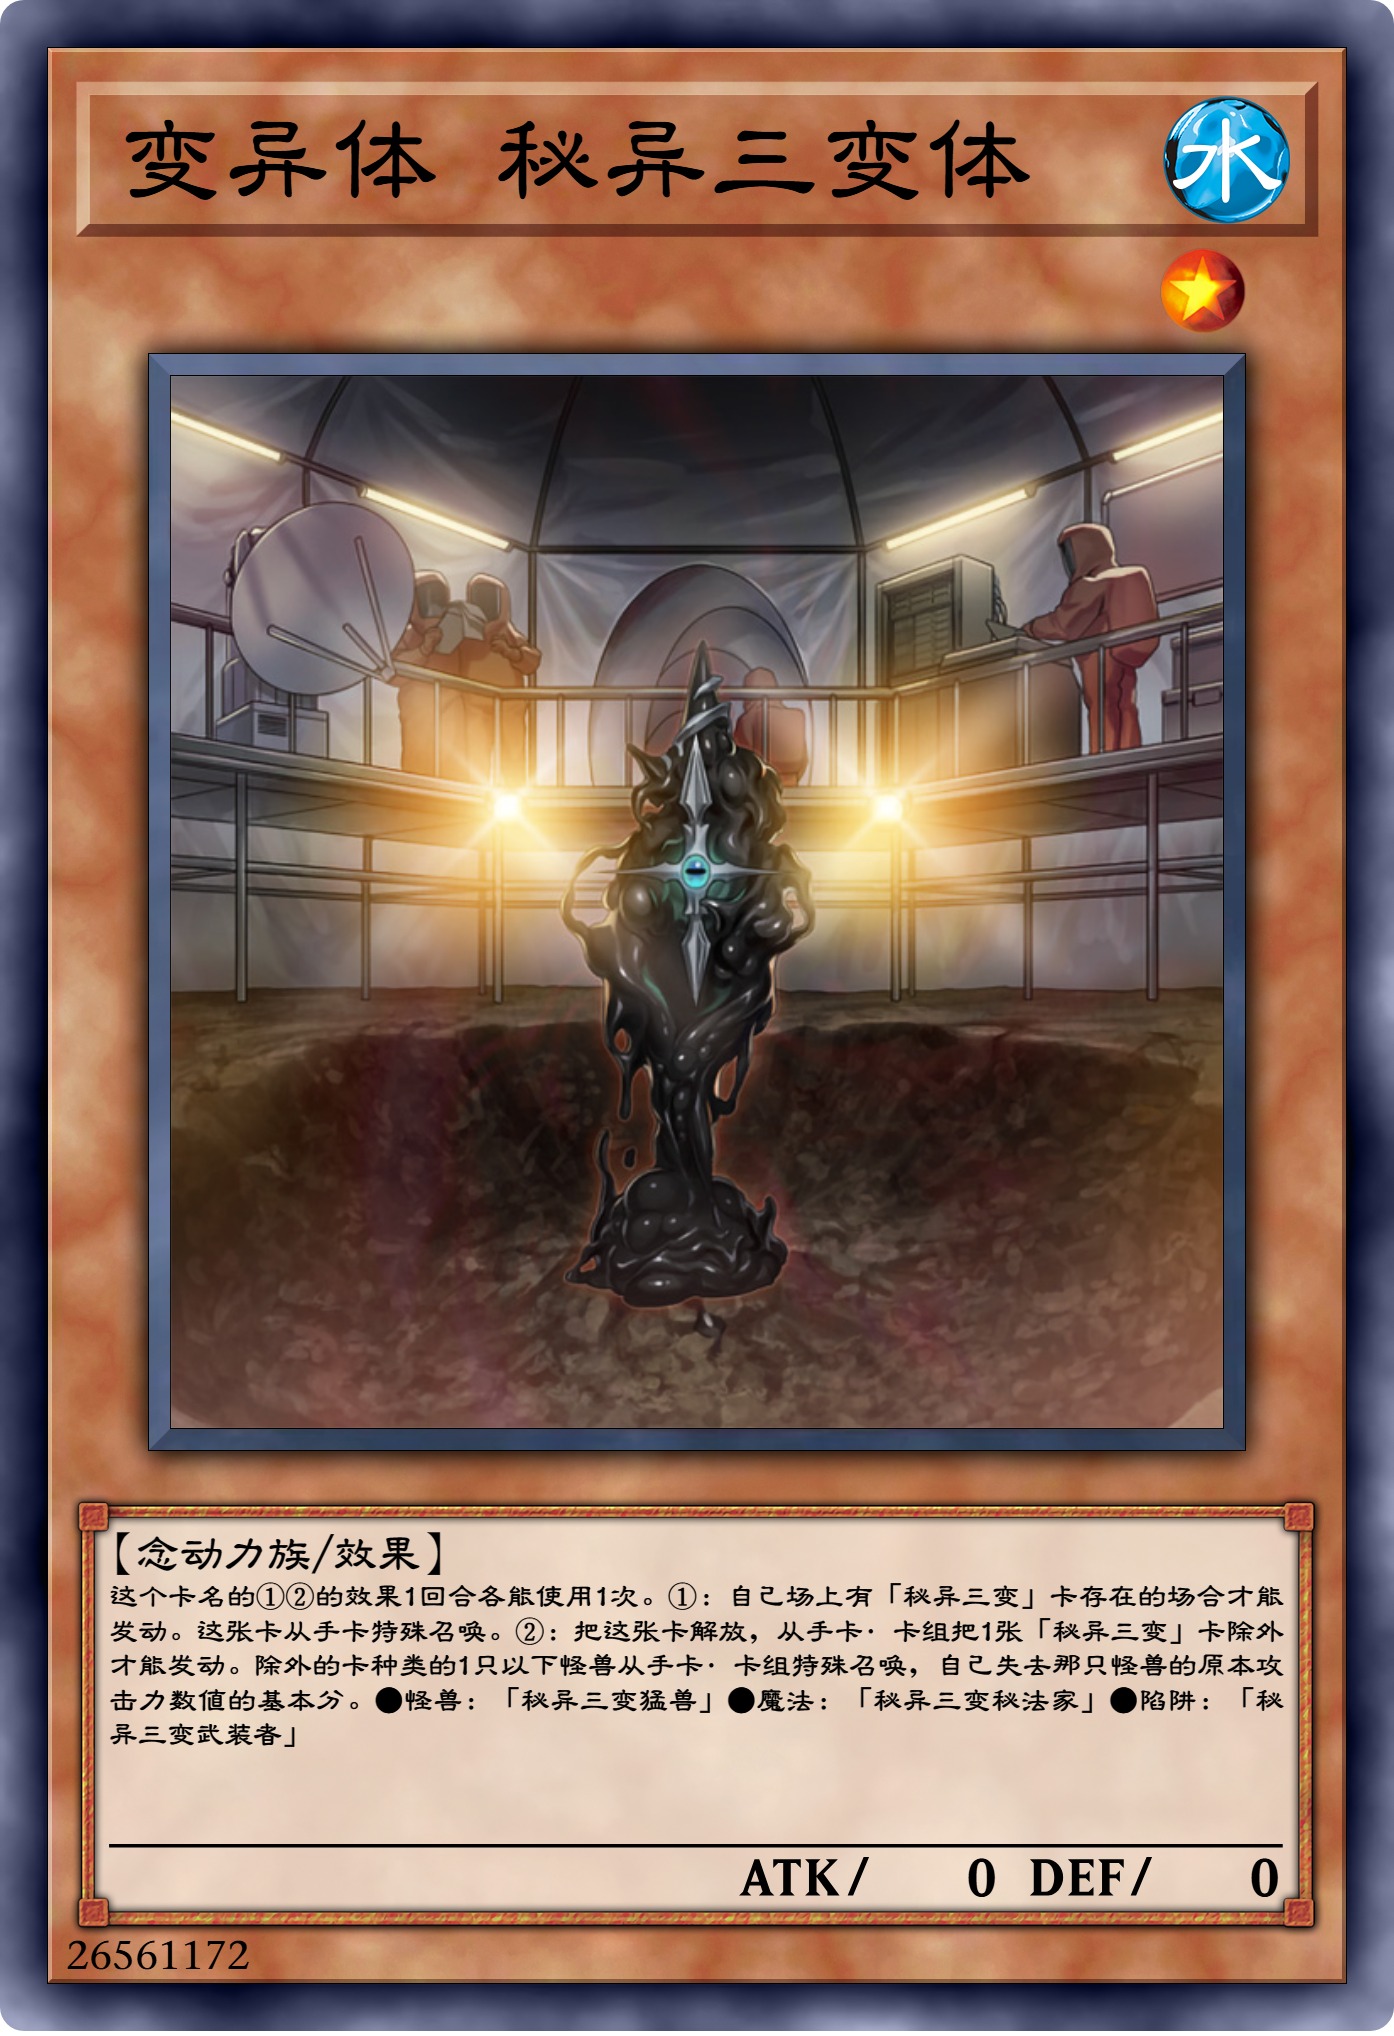 变异体 秘异三变体
水
【念动力族/效果】
这个卡名的①②的效果1回合各能使用1次。①：自己场上有「秘异三变」卡存在的场合才能
发动。这张卡从手卡特殊召唤。②：把这张卡解放，从手卡·卡组把1张「秘异三变」卡除外
才能发动。除外的卡种类的1只以下怪兽从手卡·卡组特殊召唤，自己失去那只怪兽的原本攻
击力数值的基本分。●怪兽：「秘异三变猛兽」●魔法：「秘异三变秘法家」●陷阱：「秘
异三变武装者」
ATK/ 0 DEF/ 0
26561172